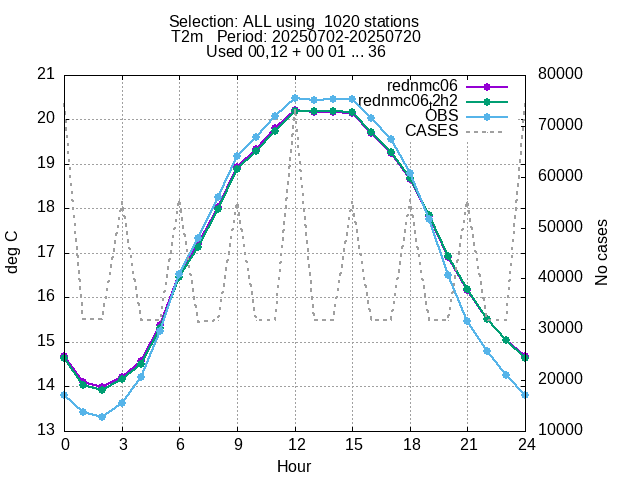 Selection: ALL using  1020 stations
T2m   Period: 20250702-20250720
Used 00,12 + 00 01 ... 36
rednmc06
rednmc06,2h2
OBS
CASES
21
20
19
18
17
16
15
14
13
deg C
80000
70000
60000
50000
40000
30000
20000
10000
No cases
0 3 6 9 12 15 18 21 24
Hour